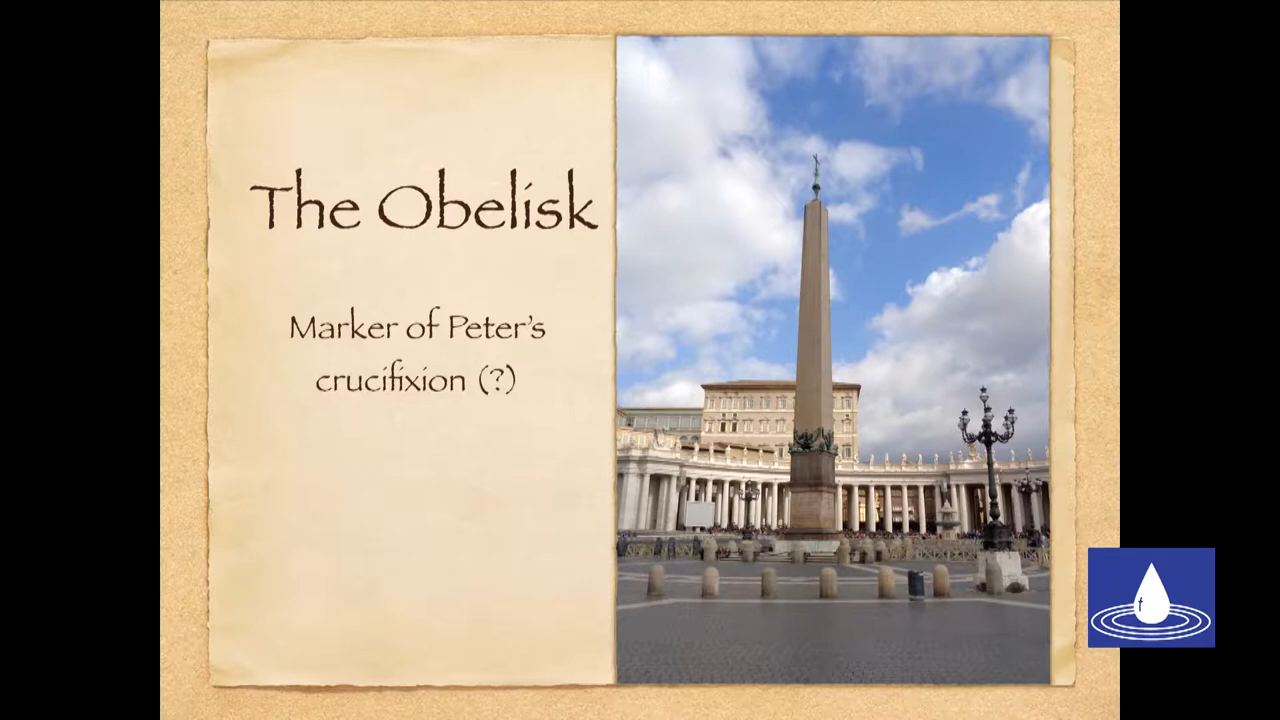 The Obelisk
Marker of Peter's
crucifixion (?)